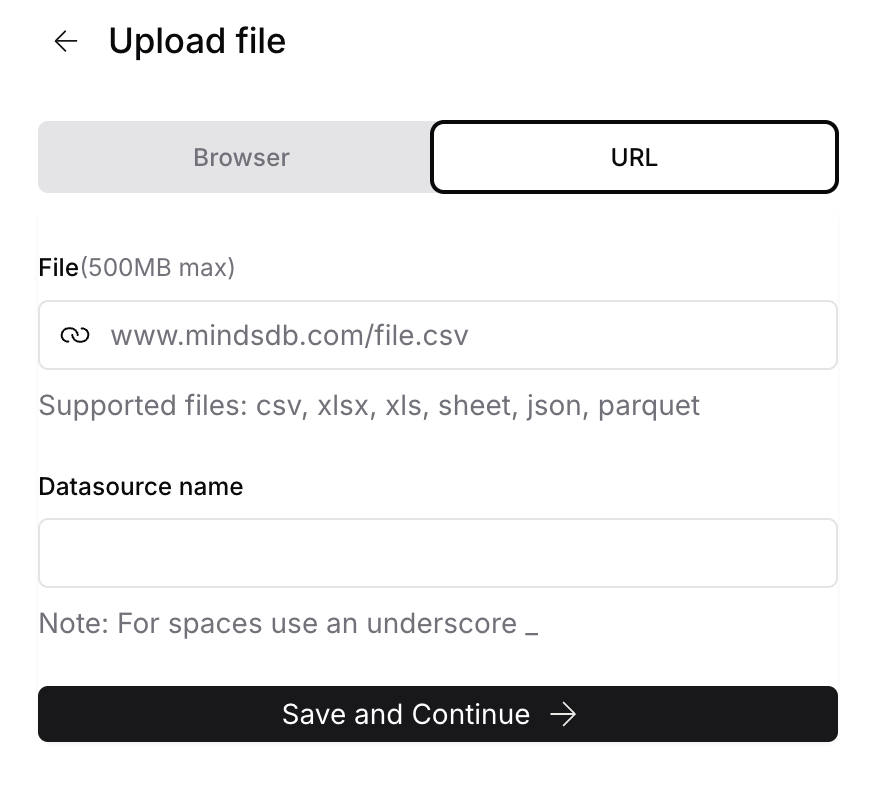 Upload file
Browser
URL
File(500MB max)
www.mindsdb.com/file.csv
Supported files: csv, xlsx, xls, sheet, json, parquet
Datasource name
Note: For spaces use an underscore _
Save and Continue